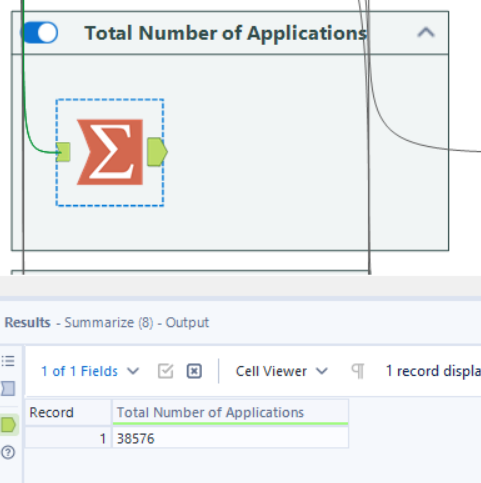 Total Number of Applications
Σ
Results - Summarize (8) - Output
1 of 1 Fields Cell Viewer 1 record displa
Record Total Number of Applications
1 38576